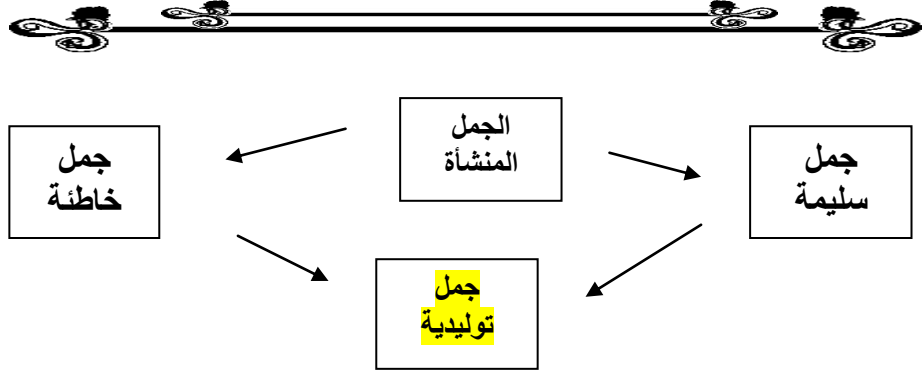 الجمل
المنشأة
جمل
سليمة
جمل
خاطئة
جمل
توليدية